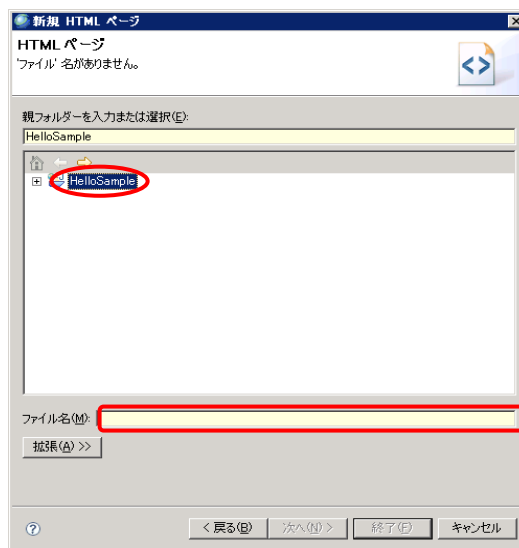 新規 HTML ページ
HTML ページ
'ファイル' 名がありません。
親フォルダーを入力または選択(E):
HelloSample
HelloSample
ファイル名(M):
拡張(A) >>
< 戻る(B) 次へ(N) > 終了(F) キャンセル